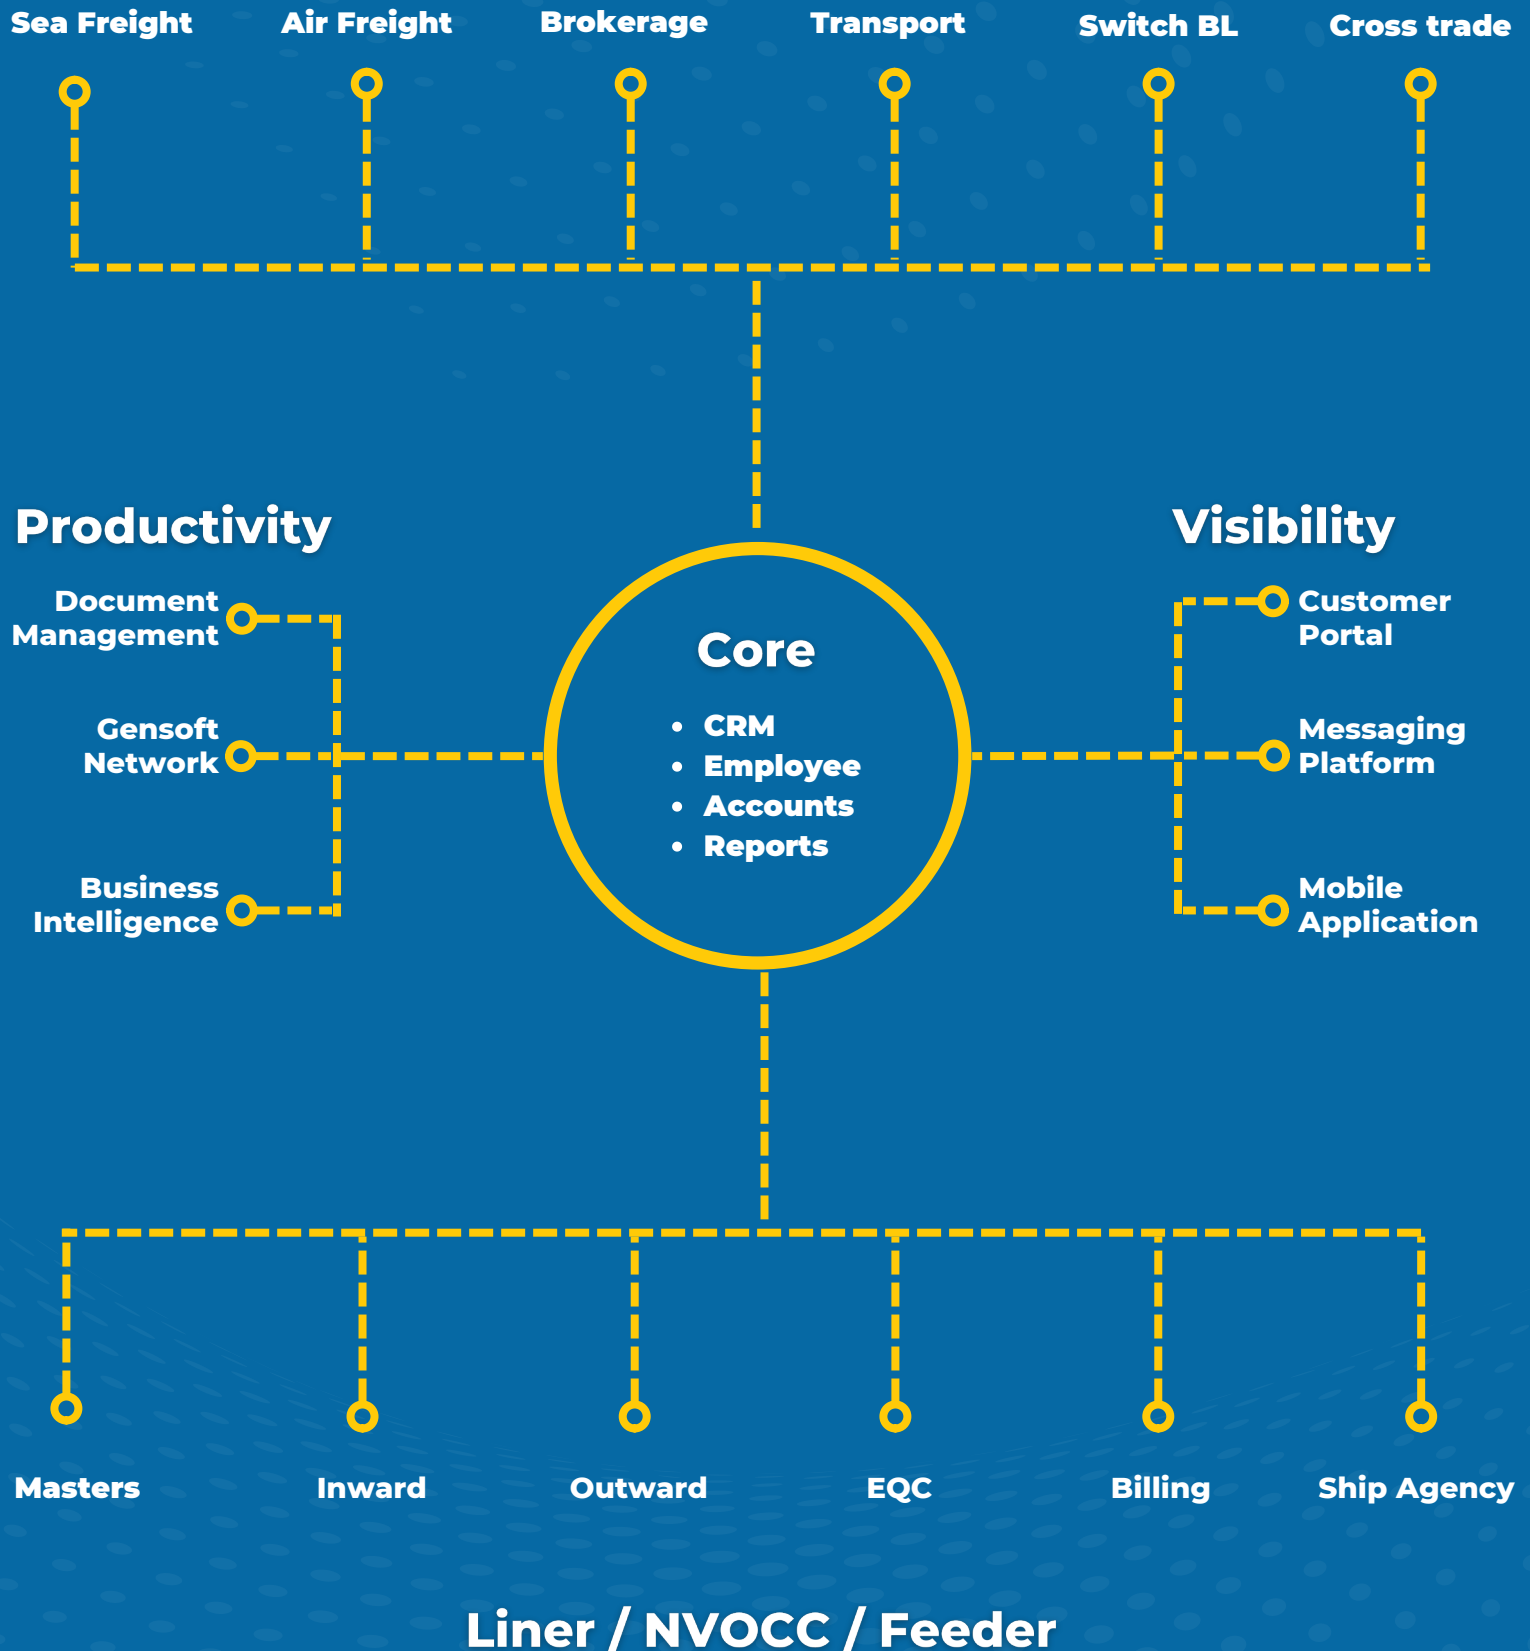 Sea Freight
Air Freight
Brokerage
Transport
Switch BL
Cross trade
Productivity
Document
Management
Gensoft
Network
Business
Intelligence
Core
• CRM
• Employee
• Accounts
• Reports
Visibility
Customer
Portal
Messaging
Platform
Mobile
Application
Masters
Inward
Outward
EQC
Billing
Ship Agency
Liner / NVOCC / Feeder